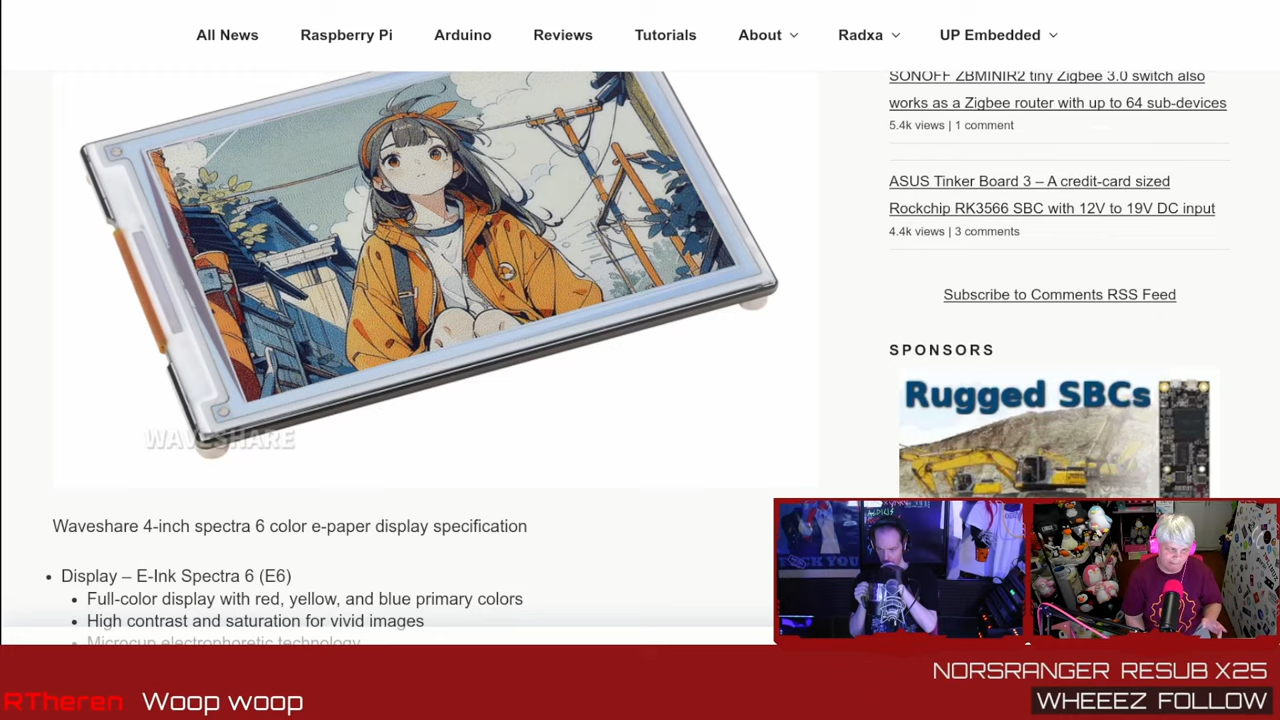 All News
Raspberry Pi
Arduino
Reviews
Tutorials
About
Radxa
UP Embedded
SONOFF ZBMINIR2 tiny Zigbee 3.0 switch also
works as a Zigbee router with up to 64 sub-devices
5.4k views | 1 comment
ASUS Tinker Board 3 – A credit-card sized
Rockchip RK3566 SBC with 12V to 19V DC input
4.4k views | 3 comments
Subscribe to Comments RSS Feed
SPONSORS
Rugged SBCs
WAVESHARE
Waveshare 4-inch spectra 6 color e-paper display specification
• Display – E-Ink Spectra 6 (E6)
• Full-color display with red, yellow, and blue primary colors
• High contrast and saturation for vivid images
• Microcup electrophoretic technology
NORSRANGER RESUB X25
RTheren Woop woop
WHEEEZ FOLLOW